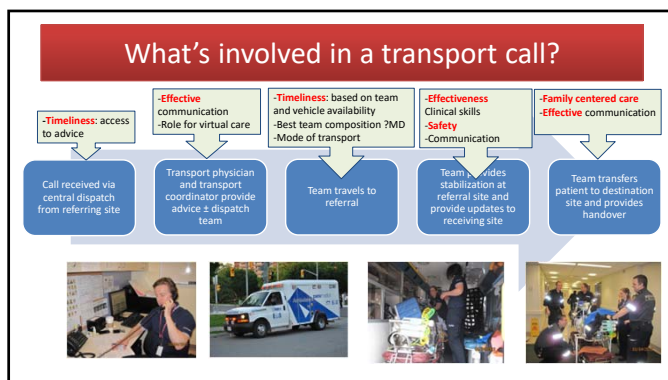 What's involved in a transport call?
-Timeliness: access
to advice
-Effective
communication
-Role for virtual care
-Timeliness: based on team
and vehicle availability
-Best team composition ?MD
-Mode of transport
-Effectiveness
Clinical skills
-Safety
-Communication
-Family centered care
-Effective communication
Call received via
central dispatch
from referring site
Transport physician
and transport
coordinator provide
advice ± dispatch
team
Team travels to
referral
Team provides
stabilization at
referral site and
provide updates to
receiving site
Team transfers
patient to destination
site and provides
handover